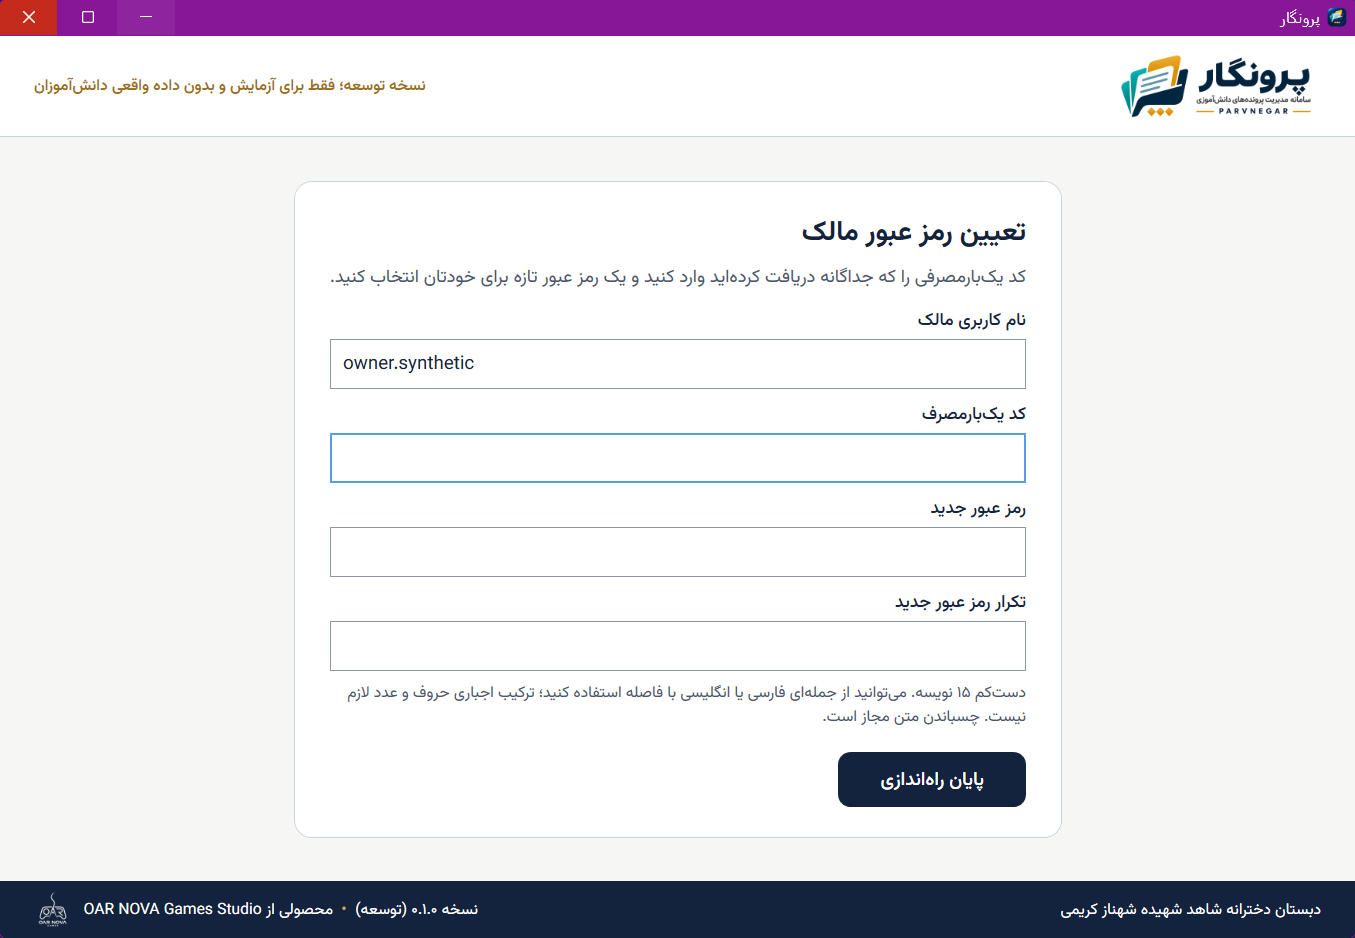 پرونگار
پرونگار
سامانه مدیریت پرونده‌های دانش‌آموزی
PARVNEGAR
نسخه توسعه؛ فقط برای آزمایش و بدون داده واقعی دانش‌آموزان
تعیین رمز عبور مالک
کد یک‌بارمصرفی را که جداگانه دریافت کرده‌اید وارد کنید و یک رمز عبور تازه برای خودتان انتخاب کنید.
نام کاربری مالک
owner.synthetic
کد یک‌بارمصرف
رمز عبور جدید
تکرار رمز عبور جدید
دست‌کم ۱۵ نویسه. می‌توانید از جمله‌ای فارسی یا انگلیسی با فاصله استفاده کنید؛ ترکیب اجباری حروف و عدد لازم
نیست. چسباندن متن مجاز است.
پایان راه‌اندازی
دبستان دخترانه شاهد شهیده شهناز کریمی
نسخه ۰.۱.۰ (توسعه) • محصولی از OAR NOVA Games Studio
OAR NOVA
GAMES